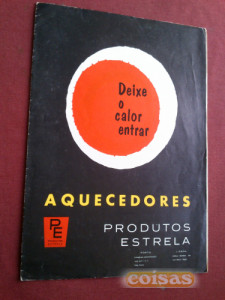 Deixe
o
calor
entrar
AQUECEDORES
PE
PRODUTOS
ESTRELA
coisas